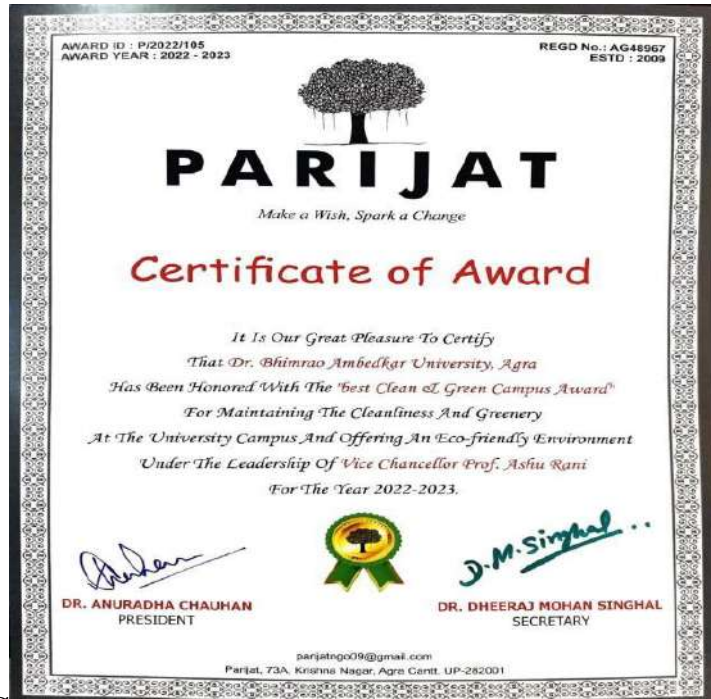 AWARD ID : P/2022/105
AWARD YEAR : 2022 - 2023
REGD No.: AG48967
ESTD : 2009
PARIJAT
Make a Wish, Spark a Change
Certificate of Award
It Is Our Great Pleasure To Certify
That Dr. Bhimrao Ambedkar University, Agra
Has Been Honored With The "best Clean & Green Campus Award"
For Maintaining The Cleanliness And Greenery
At The University Campus And Offering An Eco-friendly Environment
Under The Leadership Of Vice Chancellor Prof. Ashu Rani
For The Year 2022-2023.
D.M. Singhal
DR. ANURADHA CHAUHAN
PRESIDENT
DR. DHEERAJ MOHAN SINGHAL
SECRETARY
parijatngo09@gmail.com
Parijat, 73A, Krishna Nagar, Agra Cantt. UP-282001